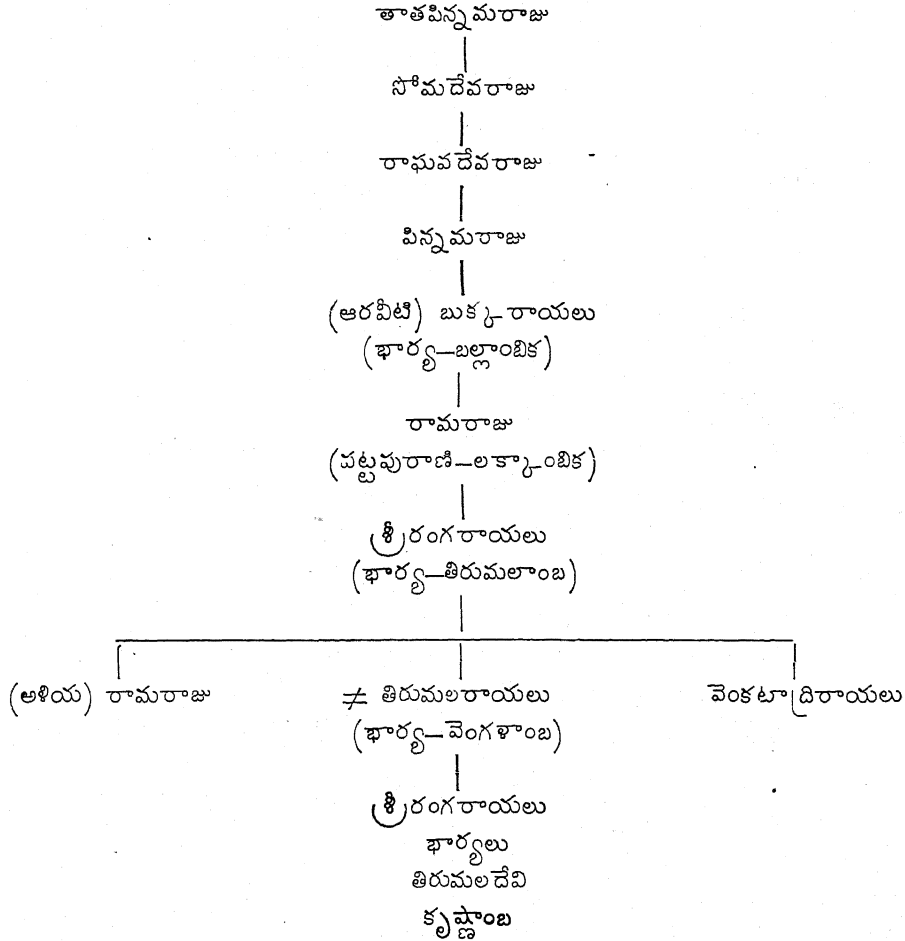 తాతపిన్నమరాజు
సోమదేవరాజు
రాఘవదేవరాజు
పిన్నమరాజు
(ఆరవీటి) బుక్కరాయలు
(భార్య—బల్లాంబిక)
రామరాజు
(పట్టపురాణి—లక్కాంబిక)
శ్రీరంగరాయలు
(భార్య—తిరుమలాంబ)
(అళియ) రామరాజు ≠ తిరుమలరాయలు వెంకటాద్రిరాయలు
(భార్య—వెంగళాంబ)
శ్రీరంగరాయలు
భార్యలు
తిరుమలదేవి
కృష్ణాంబ